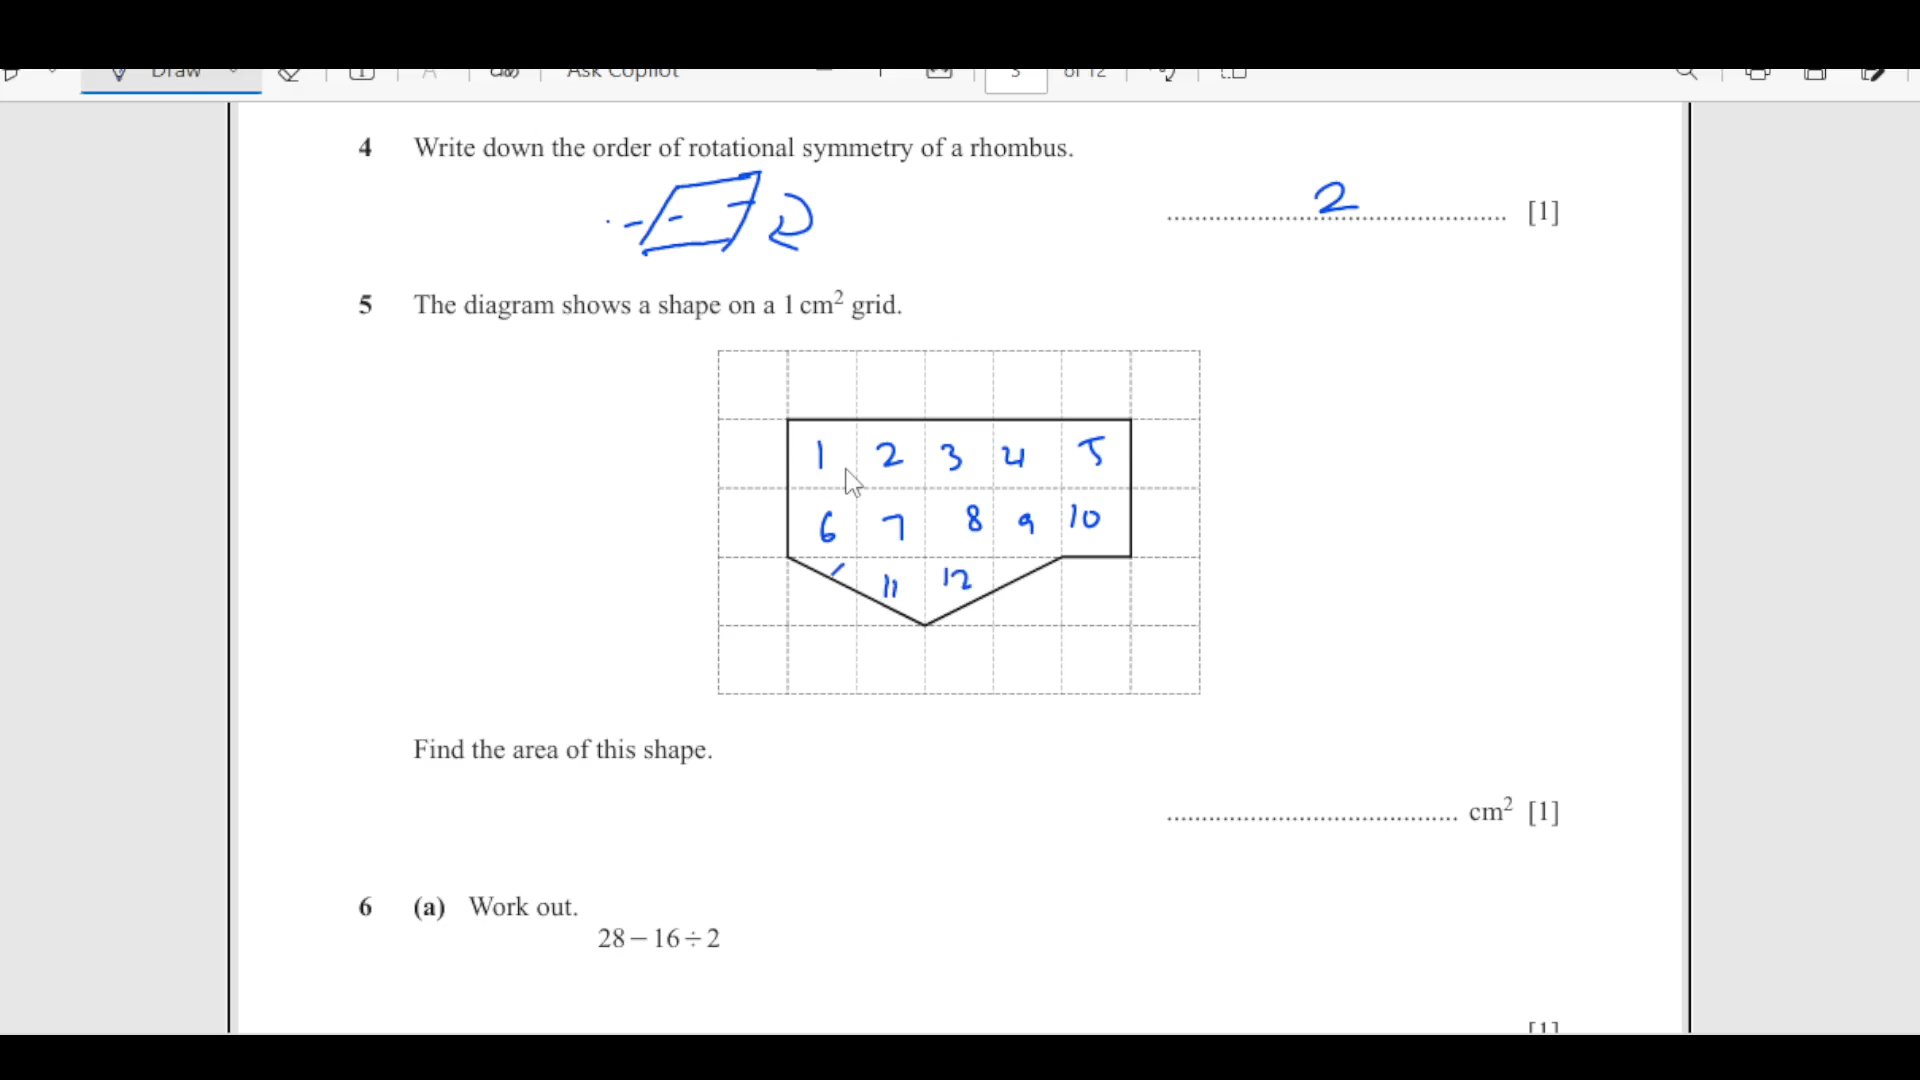 Draw
Ask Copilot
3 of 12
4 Write down the order of rotational symmetry of a rhombus.
2
.................................................. [1]
5 The diagram shows a shape on a 1 cm² grid.
1 2 3 4 5
6 7 8 9 10
11 12
Find the area of this shape.
........................................... cm² [1]
6 (a) Work out.
28 − 16 ÷ 2
[1]